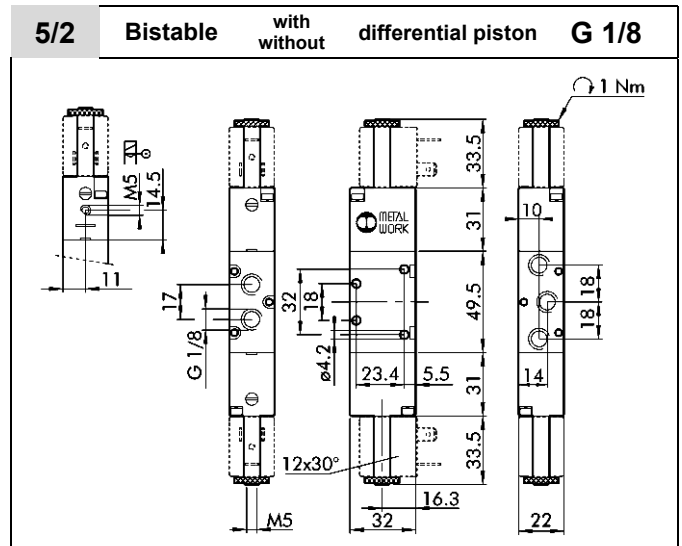 5/2 Bistable with without differential piston G 1/8
1 Nm
M5
14.5
11
17
G 1/8
M5
METAL
WORK
32
18
ø4.2
23.4
5.5
12x30°
16.3
32
33.5
31
49.5
31
33.5
10
18
18
14
22